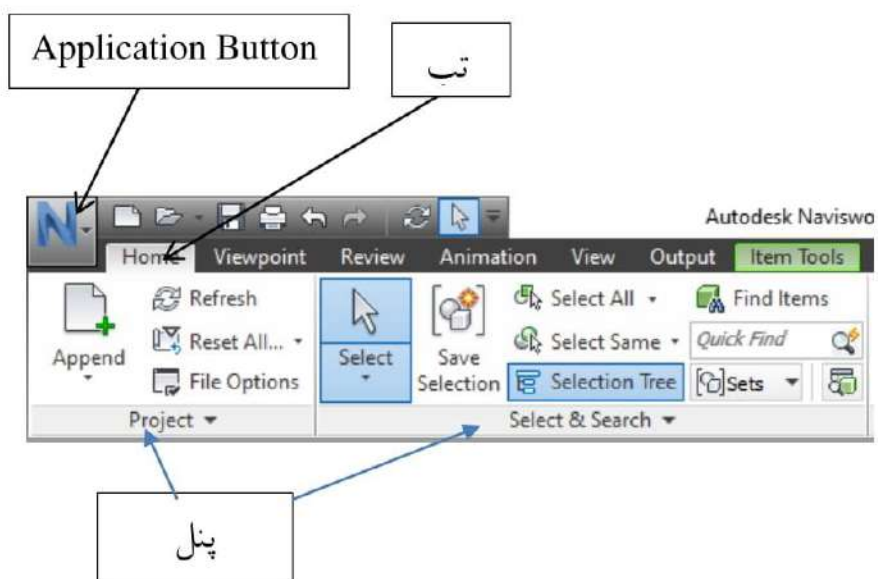 Application Button
تب
Autodesk Naviswo
Home Viewpoint Review Animation View Output Item Tools
Append
Refresh
Reset All...
File Options
Project
Select
Save Selection
Select All
Select Same
Selection Tree
Find Items
Quick Find
Sets
Select & Search
پنل